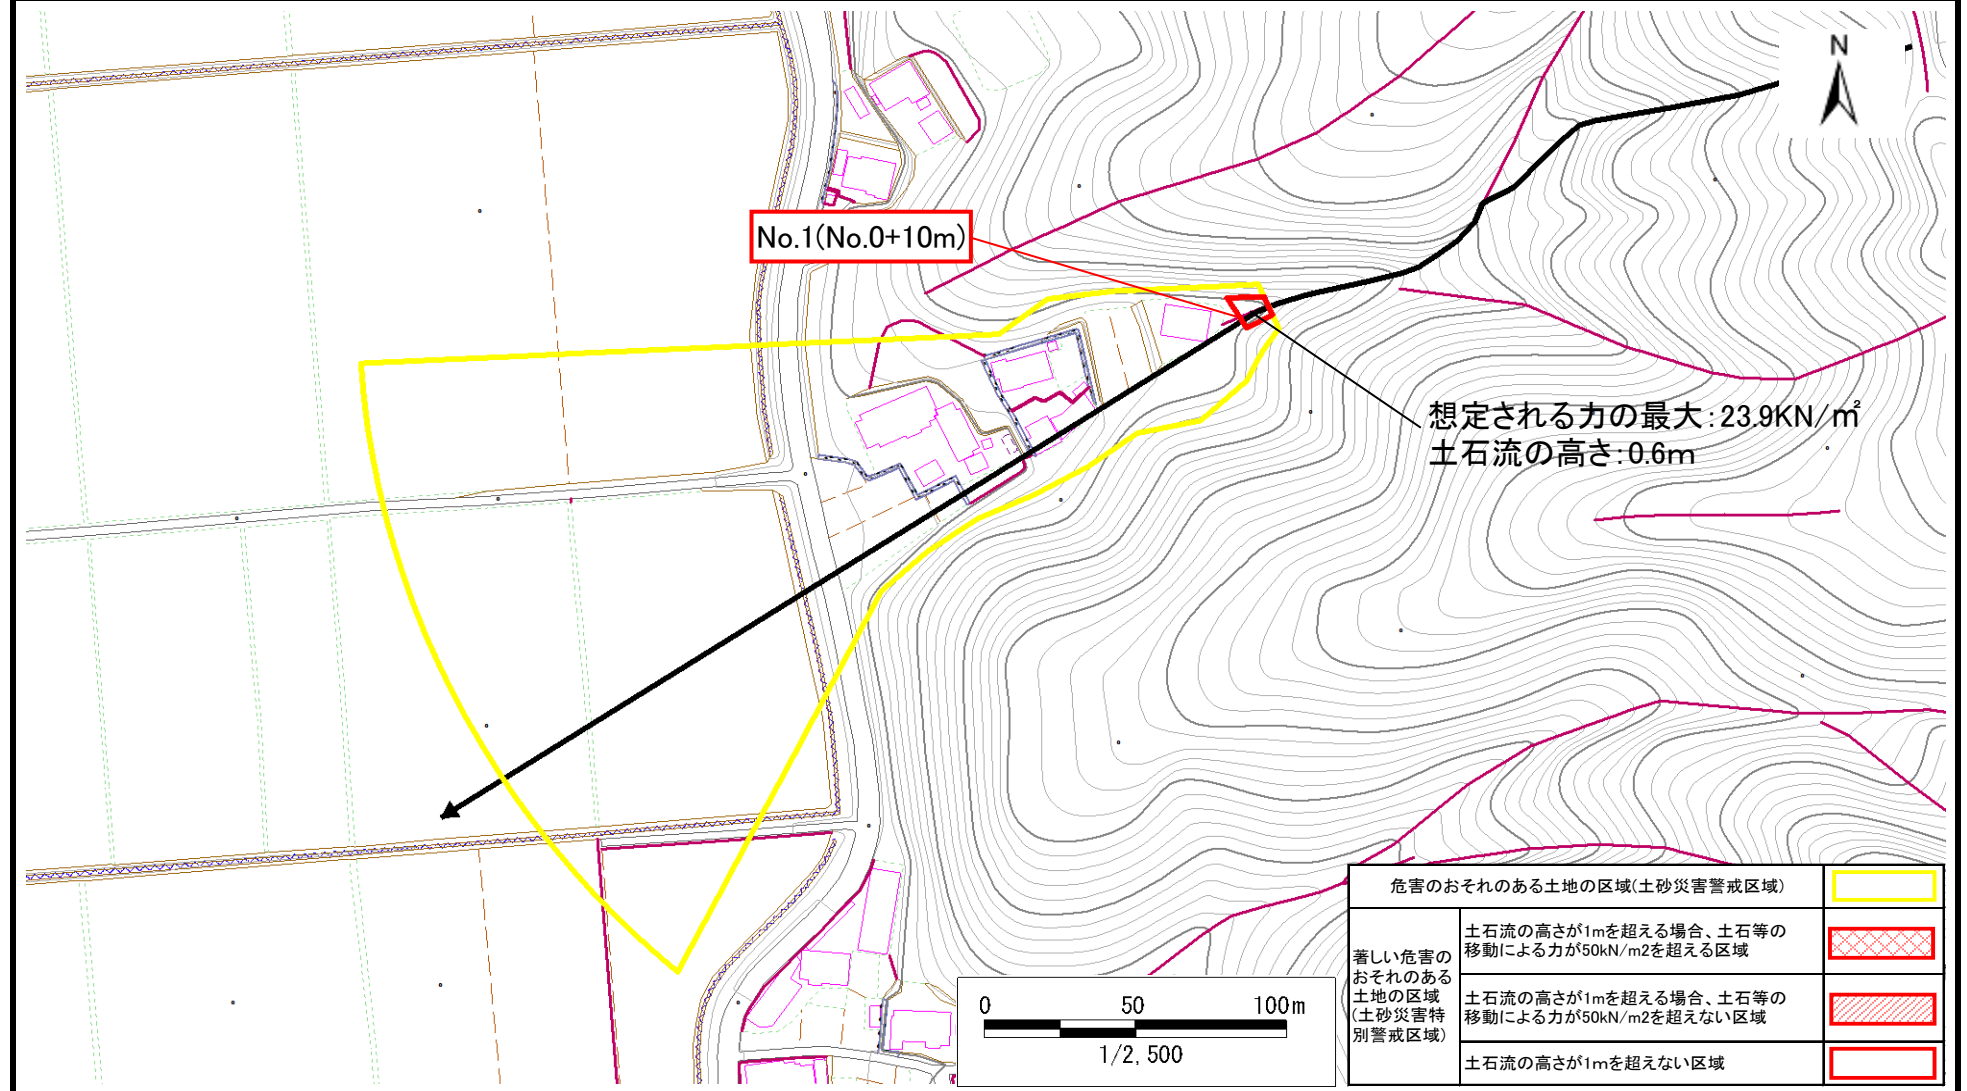 N
No.1(No.0+10m)
想定される力の最大:23.9KN/㎡
土石流の高さ:0.6m
0 50 100m
1/2,500
危害のおそれのある土地の区域(土砂災害警戒区域)
著しい危害の
おそれのある
土地の区域
(土砂災害特
別警戒区域)
土石流の高さが1mを超える場合、土石等の
移動による力が50kN/m2を超える区域
土石流の高さが1mを超える場合、土石等の
移動による力が50kN/m2を超えない区域
土石流の高さが1mを超えない区域